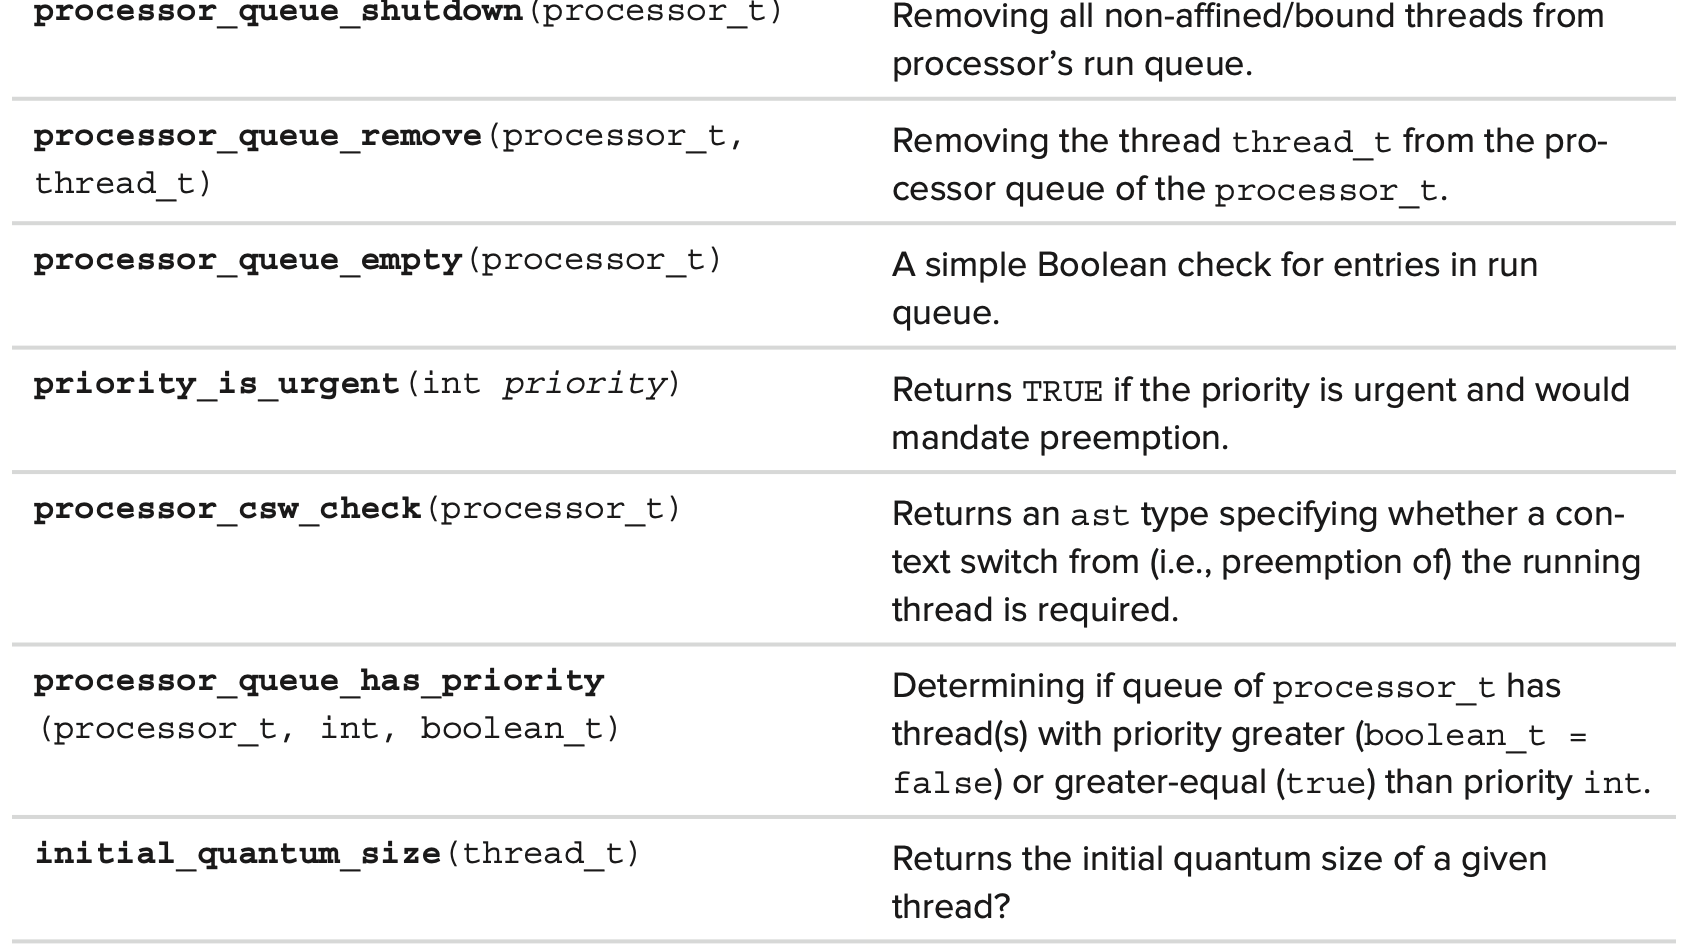 processor_queue_shutdown(processor_t)
Removing all non-affined/bound threads from
processor’s run queue.
processor_queue_remove(processor_t,
thread_t)
Removing the thread thread_t from the pro-
cessor queue of the processor_t.
processor_queue_empty(processor_t)
A simple Boolean check for entries in run
queue.
priority_is_urgent(int priority)
Returns TRUE if the priority is urgent and would
mandate preemption.
processor_csw_check(processor_t)
Returns an ast type specifying whether a con-
text switch from (i.e., preemption of) the running
thread is required.
processor_queue_has_priority
(processor_t, int, boolean_t)
Determining if queue of processor_t has
thread(s) with priority greater (boolean_t =
false) or greater-equal (true) than priority int.
initial_quantum_size(thread_t)
Returns the initial quantum size of a given
thread?